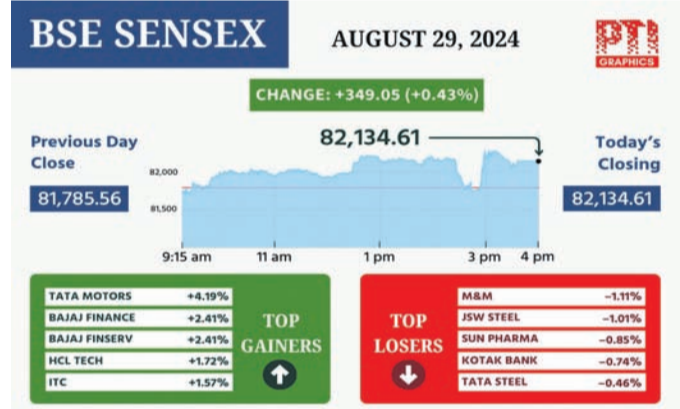 BSE SENSEX
AUGUST 29, 2024
PTI
GRAPHICS
CHANGE: +349.05 (+0.43%)
Previous Day
Close
81,785.56
82,134.61
Today's
Closing
82,134.61
82,000
81,500
9:15 am
11 am
1 pm
3 pm
4 pm
TATA MOTORS +4.19%
BAJAJ FINANCE +2.41%
BAJAJ FINSERV +2.41%
HCL TECH +1.72%
ITC +1.57%
TOP
GAINERS
TOP
LOSERS
M&M –1.11%
JSW STEEL –1.01%
SUN PHARMA –0.85%
KOTAK BANK –0.74%
TATA STEEL –0.46%